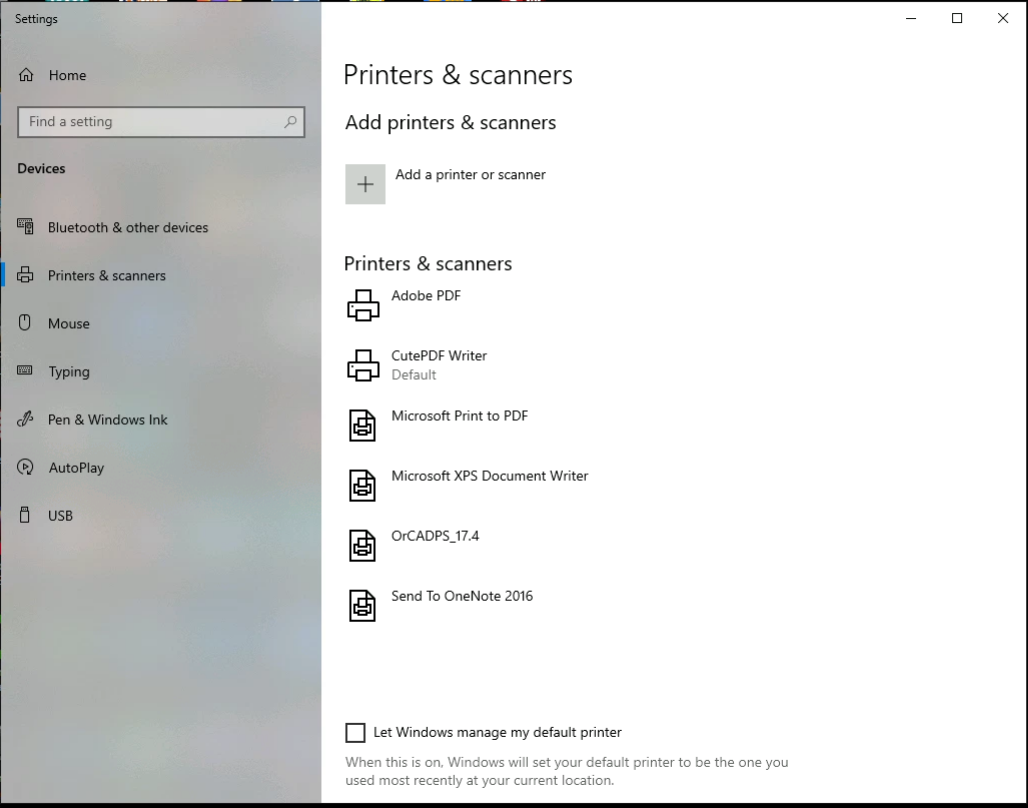 Settings
Home
Find a setting
Devices
Bluetooth & other devices
Printers & scanners
Mouse
Typing
Pen & Windows Ink
AutoPlay
USB
Printers & scanners
Add printers & scanners
Add a printer or scanner
Printers & scanners
Adobe PDF
CutePDF Writer
Default
Microsoft Print to PDF
Microsoft XPS Document Writer
OrCADPS_17.4
Send To OneNote 2016
Let Windows manage my default printer
When this is on, Windows will set your default printer to be the one you
used most recently at your current location.